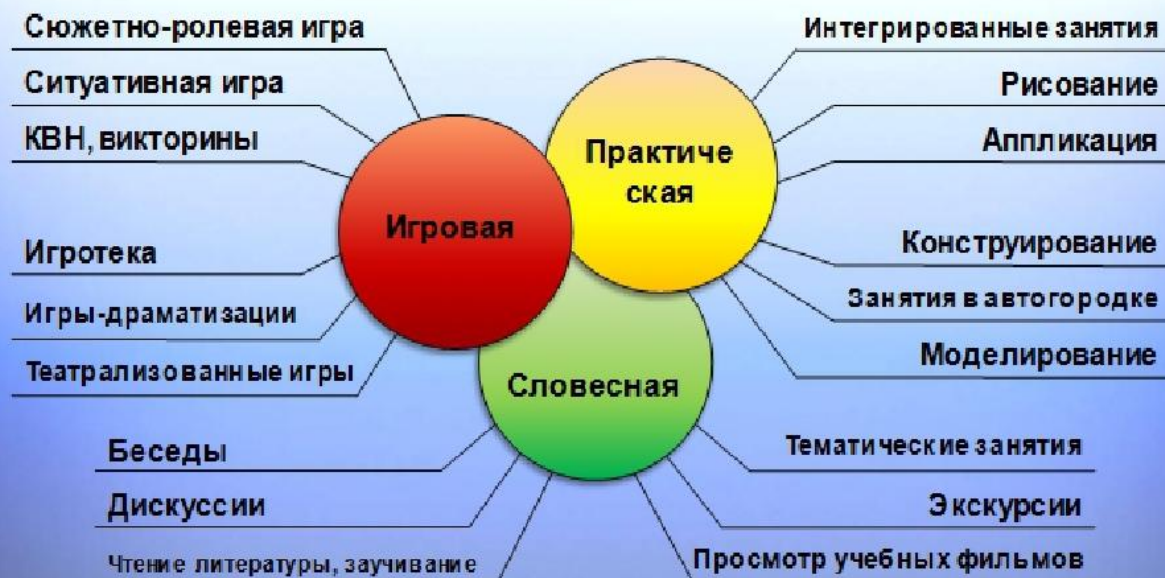 Сюжетно-ролевая игра
Ситуативная игра
КВН, викторины
Игротека
Игры-драматизации
Театрализованные игры
Игровая
Практиче
ская
Словесная
Интегрированные занятия
Рисование
Аппликация
Конструирование
Занятия в автогородке
Моделирование
Беседы
Дискуссии
Чтение литературы, заучивание
Тематические занятия
Экскурсии
Просмотр учебных фильмов